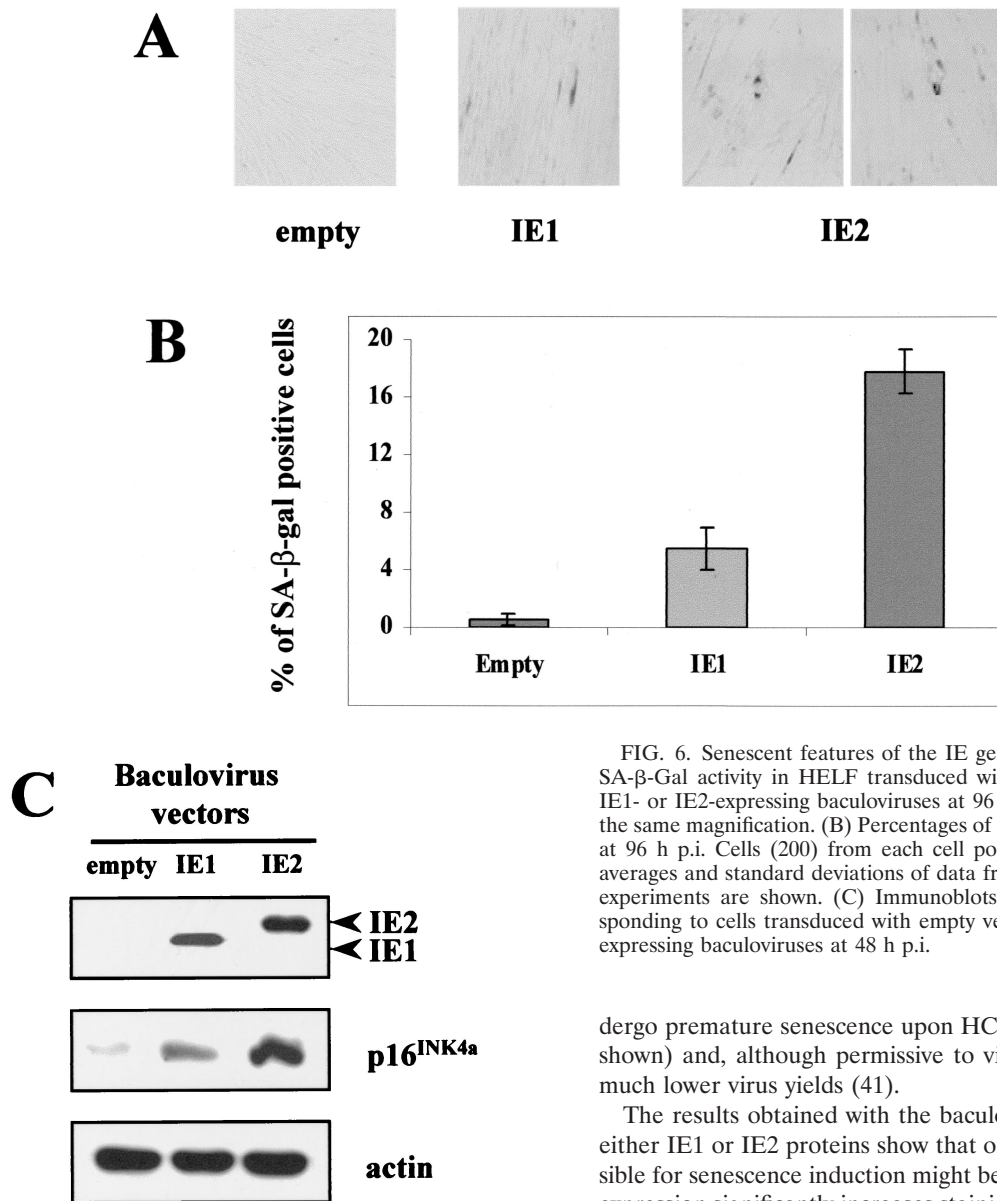 A
empty IE1 IE2
B
% of SA-β-gal positive cells
20
16
12
8
4
0
Empty IE1 IE2
C
Baculovirus
vectors
empty IE1 IE2
IE2
IE1
p16INK4a
actin
FIG. 6. Senescent features of the IE ge
SA-β-Gal activity in HELF transduced wi
IE1- or IE2-expressing baculoviruses at 96
the same magnification. (B) Percentages of
at 96 h p.i. Cells (200) from each cell po
averages and standard deviations of data fr
experiments are shown. (C) Immunoblots
sponding to cells transduced with empty ve
expressing baculoviruses at 48 h p.i.
dergo premature senescence upon HC
shown) and, although permissive to vi
much lower virus yields (41).
The results obtained with the baculo
either IE1 or IE2 proteins show that o
sible for senescence induction might be
expression significantly increases staini